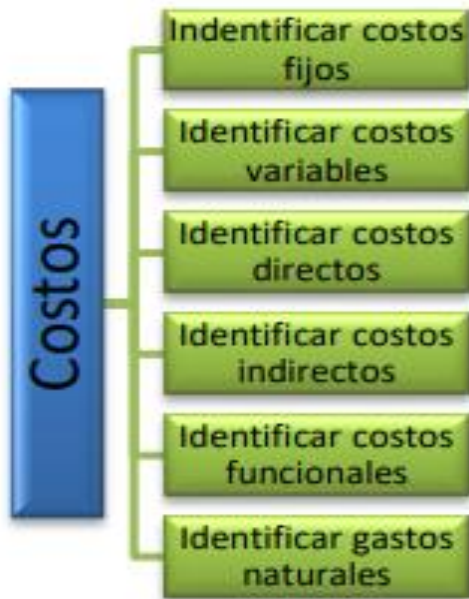 Costos
Indentificar costos
fijos
Identificar costos
variables
Identificar costos
directos
Identificar costos
indirectos
Identificar costos
funcionales
Identificar gastos
naturales